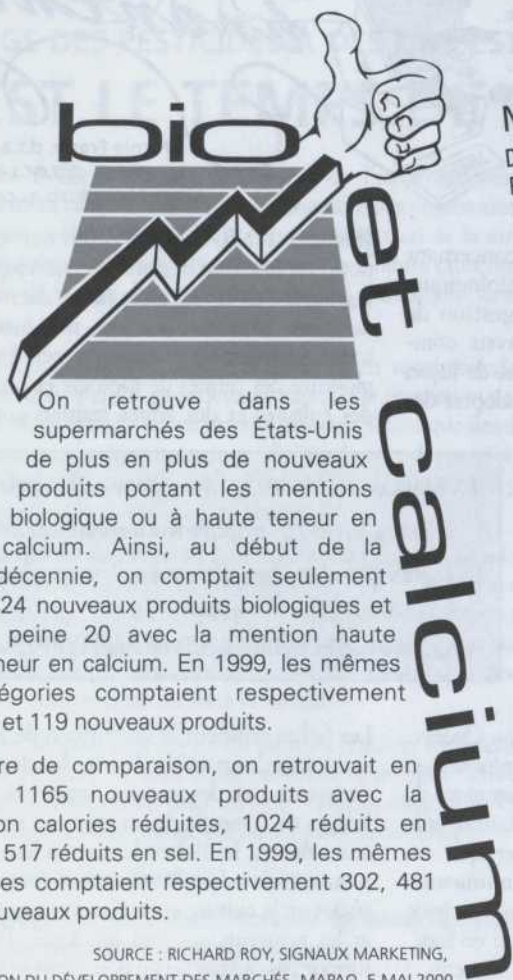 bio
et calcium
On retrouve dans les
supermarchés des États-Unis
de plus en plus de nouveaux
produits portant les mentions
biologique ou à haute teneur en
calcium. Ainsi, au début de la
décennie, on comptait seulement
24 nouveaux produits biologiques et
peine 20 avec la mention haute
neur en calcium. En 1999, les mêmes
égories comptaient respectivement
et 119 nouveaux produits.
re de comparaison, on retrouvait en
1165 nouveaux produits avec la
on calories réduites, 1024 réduits en
517 réduits en sel. En 1999, les mêmes
es comptaient respectivement 302, 481
uveaux produits.
SOURCE : RICHARD ROY, SIGNAUX MARKETING,
ON DU DÉVELOPPEMENT DES MARCHÉS, MAPAQ, 5 MAI 2000